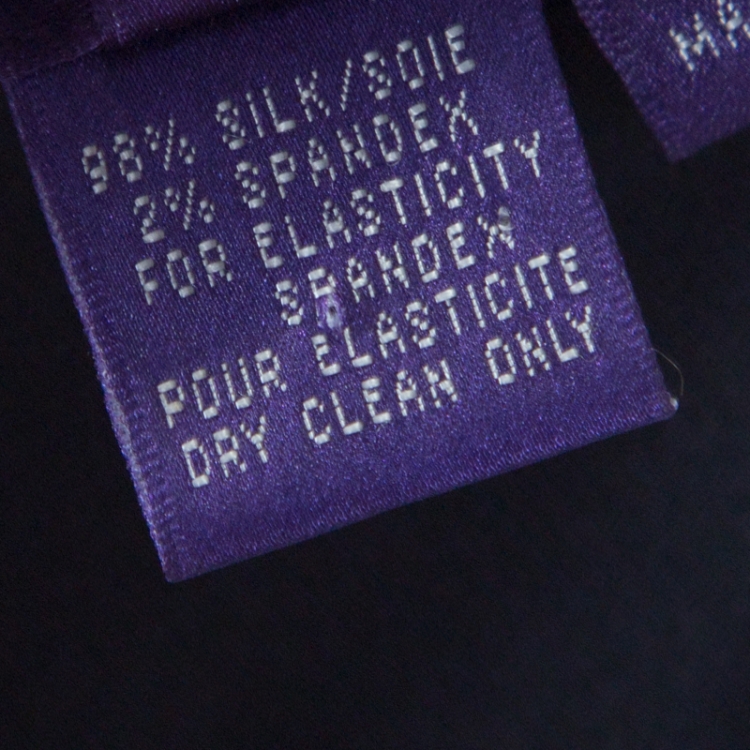 98% SILK/SOIE
2% SPANDEX
FOR ELASTICITY
SPANDEX
POUR ELASTICITE
DRY CLEAN ONLY